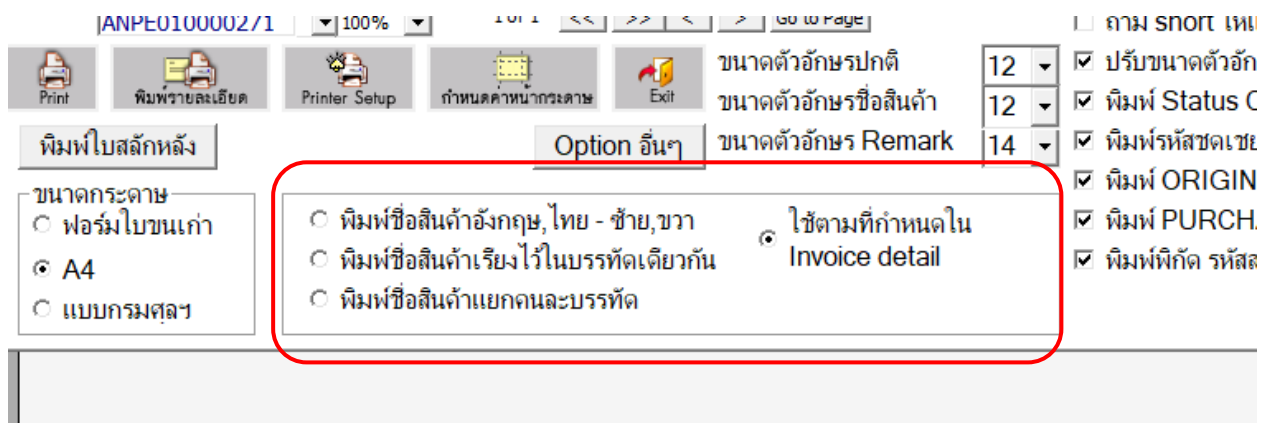 ANPE010000271 100% 1 of 1 << >> < > Go to Page ถาม short
Print พิมพ์รายละเอียด Printer Setup กำหนดค่าหน้ากระดาษ Exit
ขนาดตัวอักษรปกติ 12 ปรับขนาดตัวอัก
ขนาดตัวอักษรชื่อสินค้า 12 พิมพ์ Status
พิมพ์ใบสลักหลัง Option อื่นๆ ขนาดตัวอักษร Remark 14 พิมพ์รหัสชดเชย
พิมพ์ ORIGIN
ขนาดกระดาษ
ฟอร์มใบขนเก่า พิมพ์ชื่อสินค้าอังกฤษ,ไทย - ซ้าย,ขวา ใช้ตามที่กำหนดใน พิมพ์ PURCH
A4 พิมพ์ชื่อสินค้าเรียงไว้ในบรรทัดเดียวกัน Invoice detail พิมพ์พิกัด
แบบกรมศุลฯ พิมพ์ชื่อสินค้าแยกคนละบรรทัด